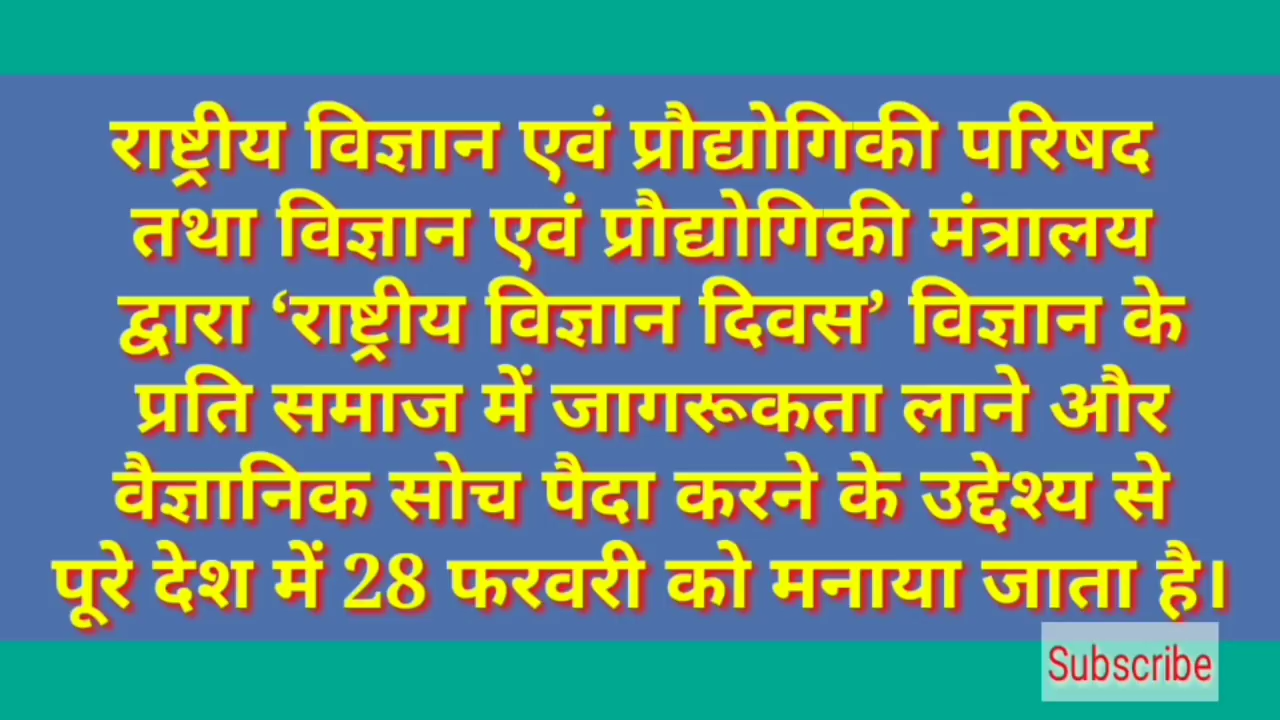 राष्ट्रीय विज्ञान एवं प्रौद्योगिकी परिषद
तथा विज्ञान एवं प्रौद्योगिकी मंत्रालय
द्वारा ‘राष्ट्रीय विज्ञान दिवस’ विज्ञान के
प्रति समाज में जागरूकता लाने और
वैज्ञानिक सोच पैदा करने के उद्देश्य से
पूरे देश में 28 फरवरी को मनाया जाता है।
Subscribe